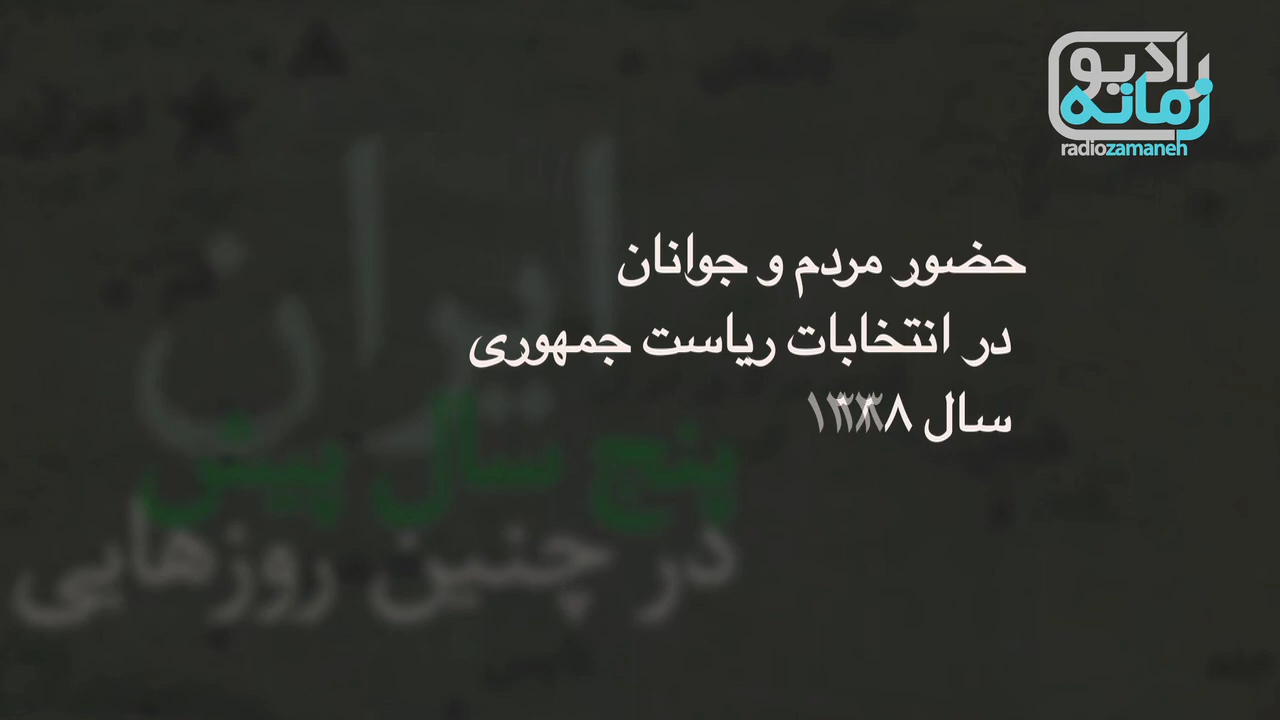 رادیو
زمانه
radiozamaneh
حضور مردم و جوانان
در انتخابات ریاست جمهوری
سال ۱۳۸۸
ایران
پنج سال پیش
در چنین روزهایی